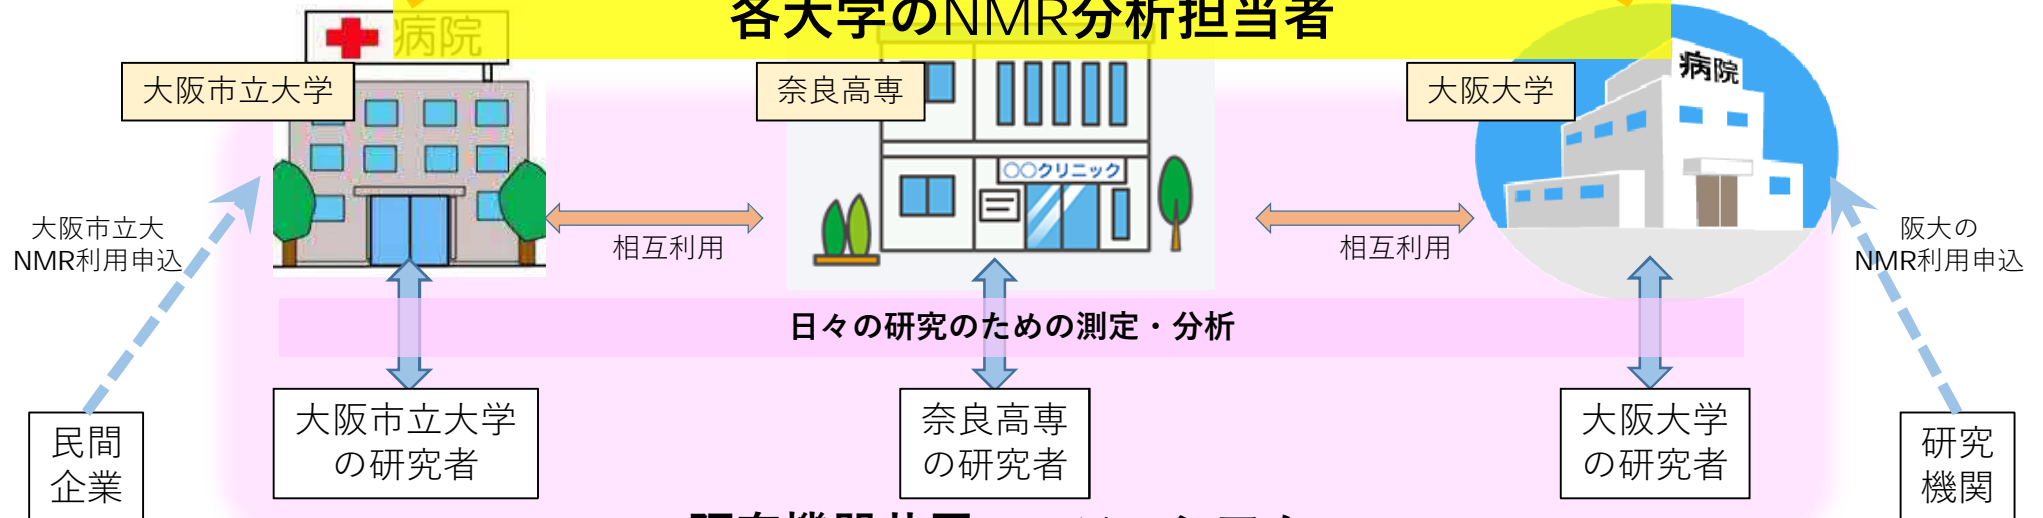 各大学のNMR分析担当者
病院
病院
大阪市立大学
奈良高専
大阪大学
〇〇クリニック
大阪市立大
NMR利用申込
相互利用
相互利用
阪大の
NMR利用申込
日々の研究のための測定・分析
民間
企業
大阪市立大学
の研究者
奈良高専
の研究者
大阪大学
の研究者
研究
機関